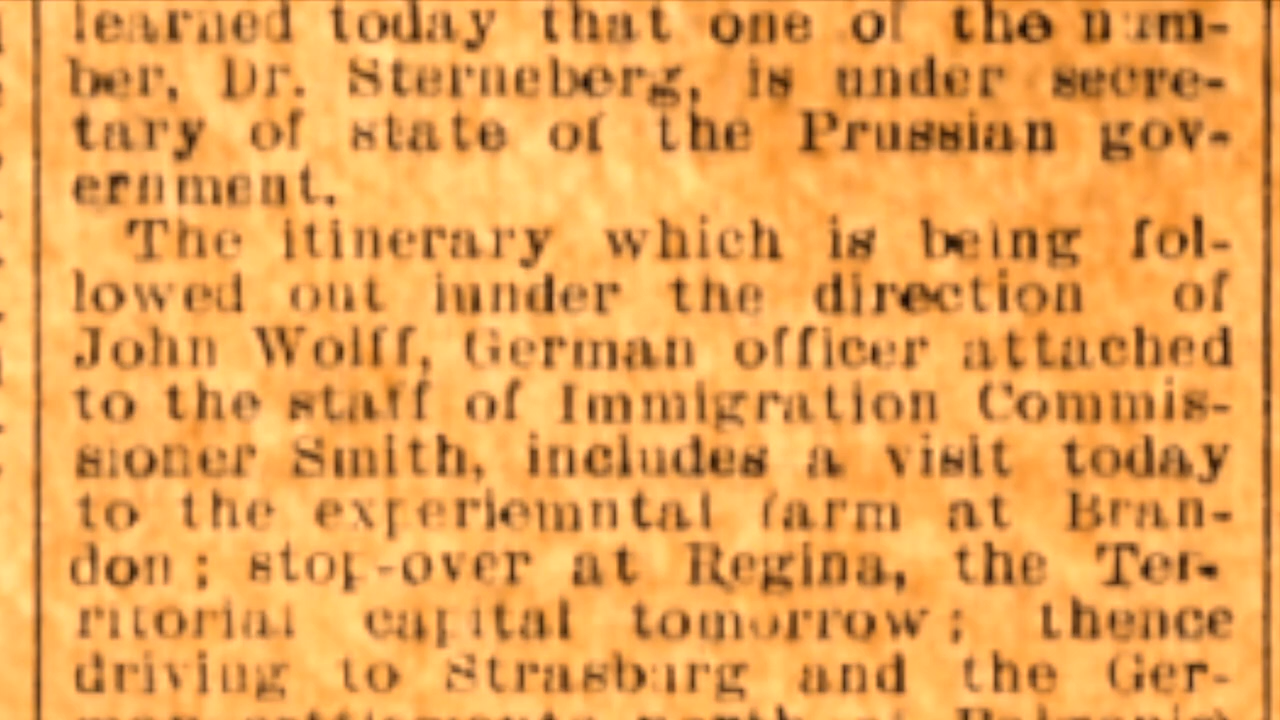 learned today that one of the num-
ber, Dr. Sterneberg, is under secre-
tary of state of the Prussian gov-
ernment.
The itinerary which is being fol-
lowed out iunder the direction of
John Wolff, German officer attached
to the staff of Immigration Commis-
sioner Smith, includes a visit today
to the experiemntal farm at Bran-
don; stop-over at Regina, the Ter-
ritorial capital tomorrow; thence
driving to Strasburg and the Ger-